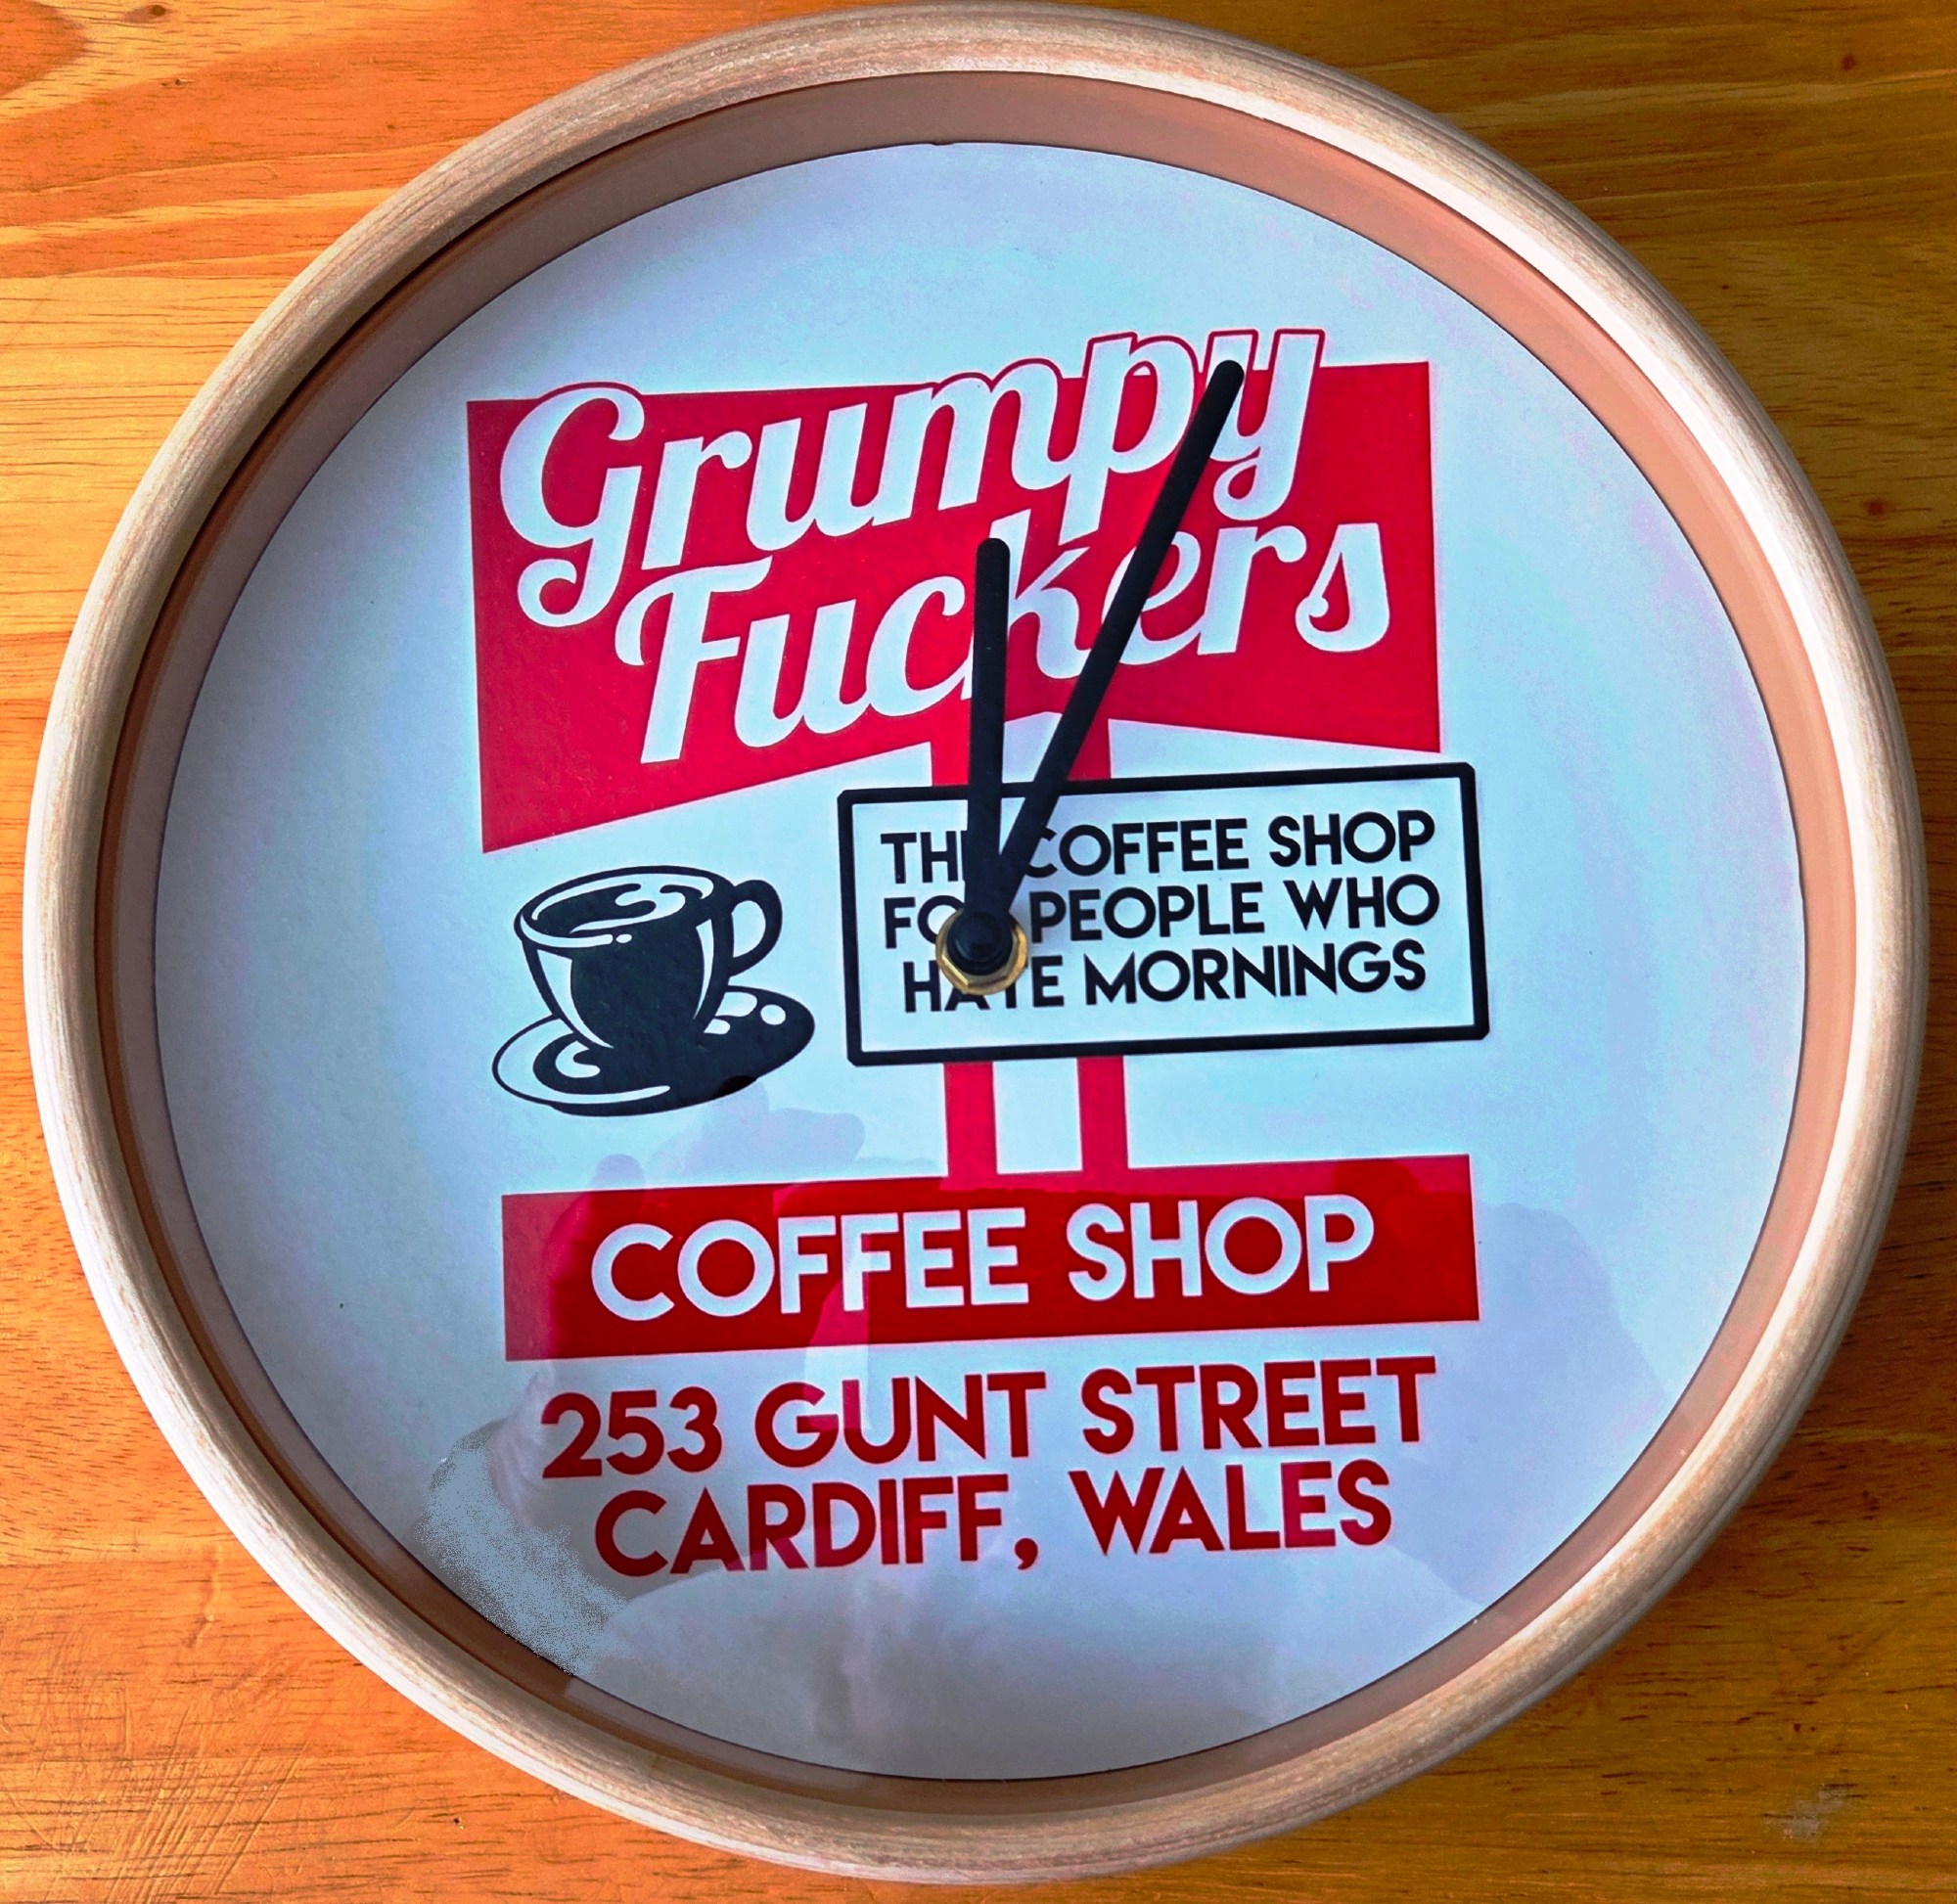 Grumpy
Fuckers
THE COFFEE SHOP
FOR PEOPLE WHO
HATE MORNINGS
COFFEE SHOP
253 GUNT STREET
CARDIFF, WALES